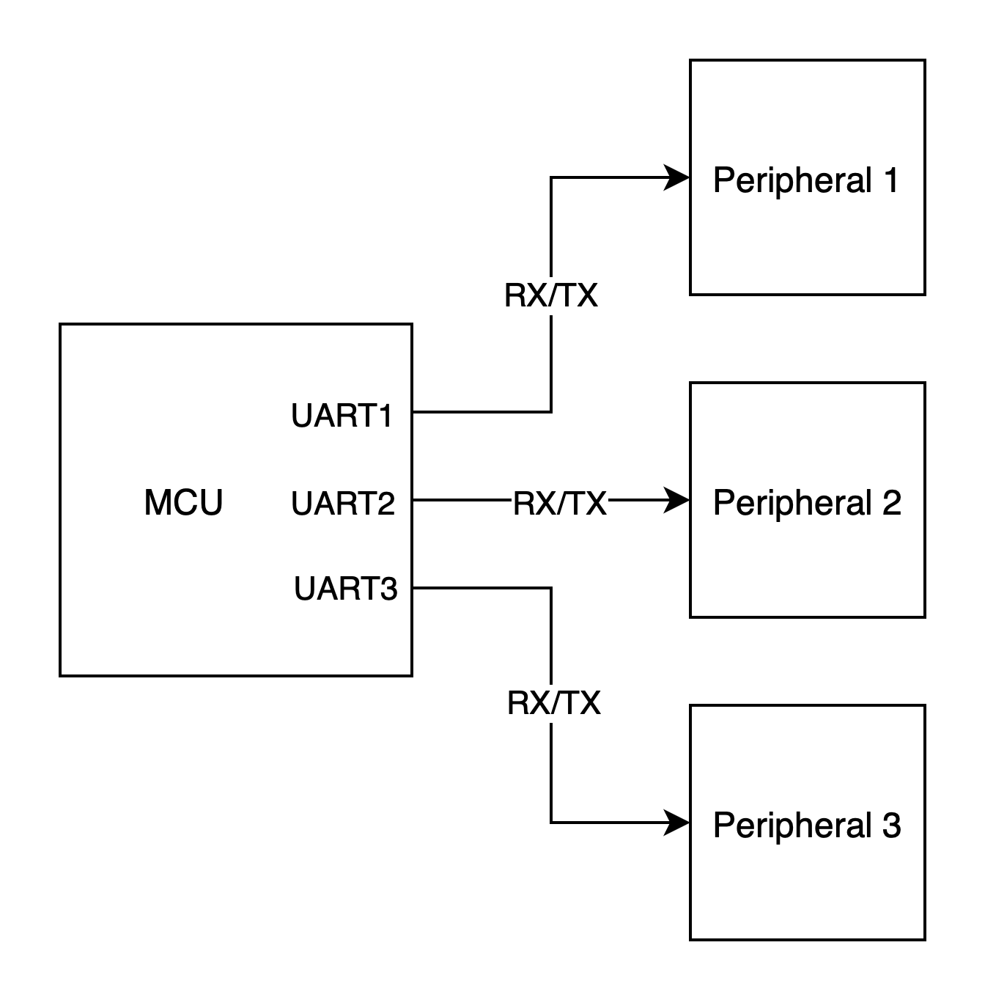 Peripheral 1
RX/TX
UART1
MCU
UART2
RX/TX
Peripheral 2
UART3
RX/TX
Peripheral 3